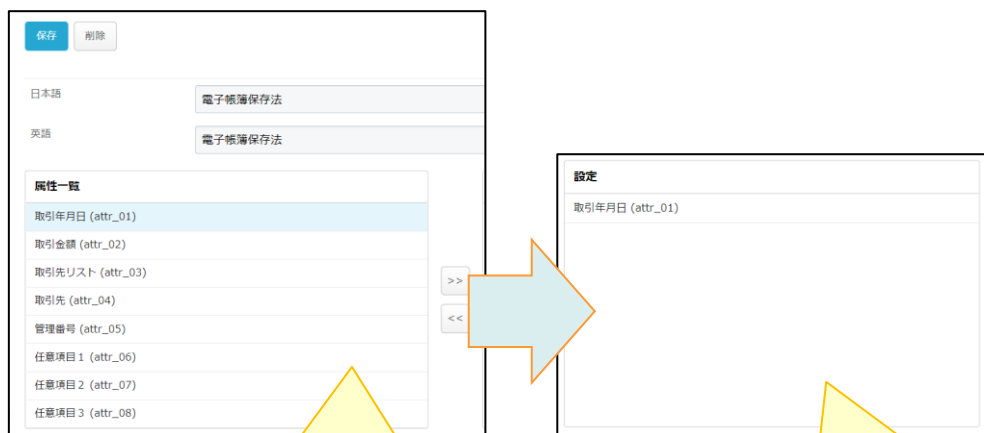 保存 削除
日本語 電子帳簿保存法
英語 電子帳簿保存法
属性一覧
取引年月日 (attr_01)
取引金額 (attr_02)
取引先リスト (attr_03)
取引先 (attr_04)
管理番号 (attr_05)
任意項目1 (attr_06)
任意項目2 (attr_07)
任意項目3 (attr_08)
>>
<<
設定
取引年月日 (attr_01)